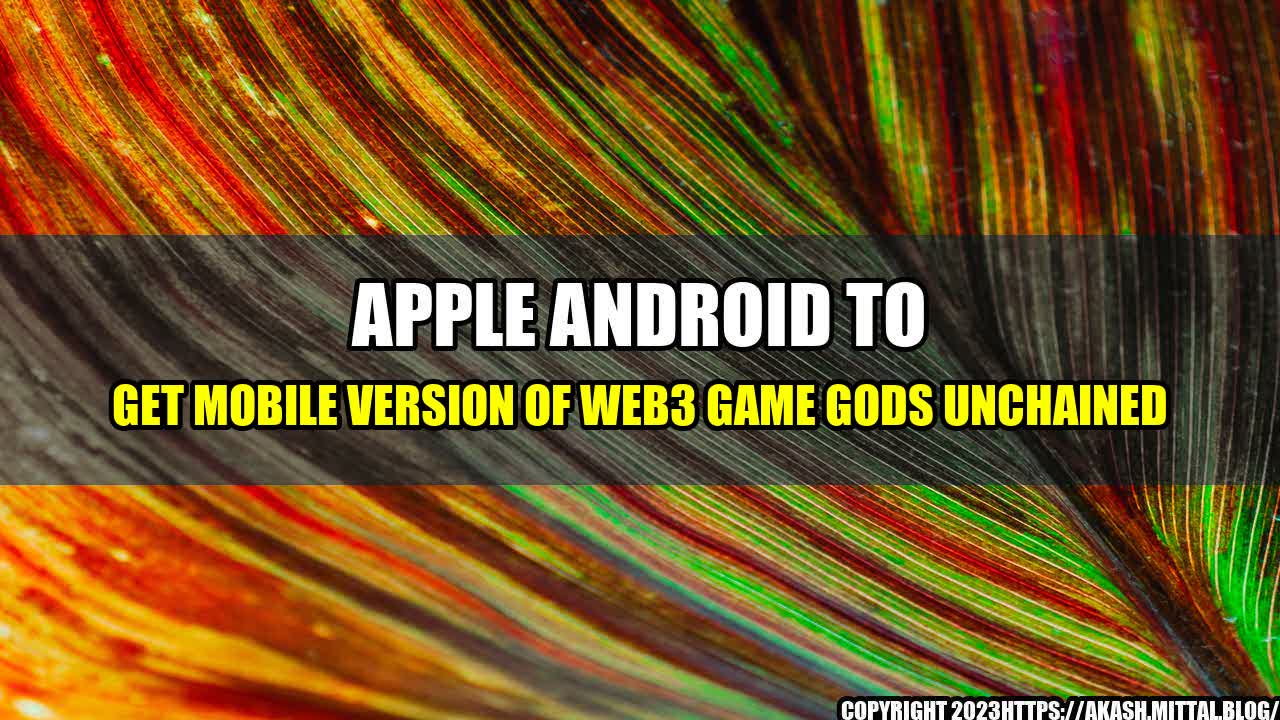 APPLE ANDROID TO
GET MOBILE VERSION OF WEB3 GAME GODS UNCHAINED
COPYRIGHT 2023HTTPS://AKASH.MITTAL.BLOG/